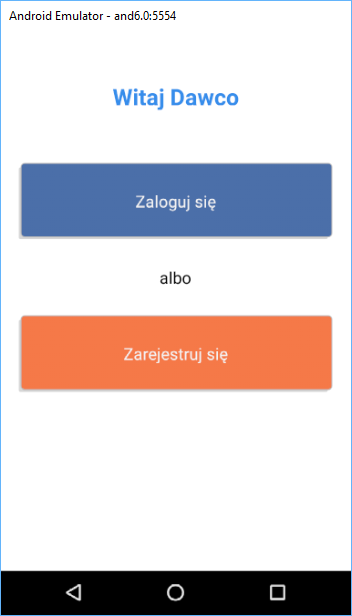 Android Emulator - and6.0:5554
Witaj Dawco
Zaloguj się
albo
Zarejestruj się